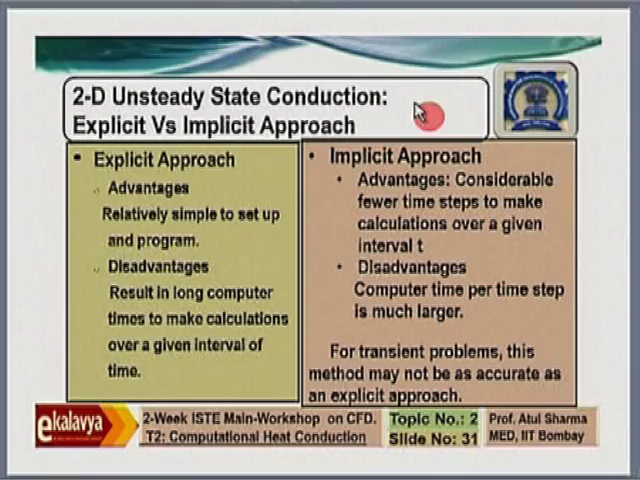 2-D Unsteady State Conduction:
Explicit Vs Implicit Approach
• Explicit Approach
Advantages
Relatively simple to set up
and program.
Disadvantages
Result in long computer
times to make calculations
over a given interval of
time.
• Implicit Approach
• Advantages: Considerable
fewer time steps to make
calculations over a given
interval t
• Disadvantages
Computer time per time step
is much larger.
For transient problems, this
method may not be as accurate as
an explicit approach.
ekalavya
2-Week ISTE Main-Workshop on CFD.
T2: Computational Heat Conduction
Topic No.: 2
Slide No.: 31
Prof. Atul Sharma
MED, IIT Bombay